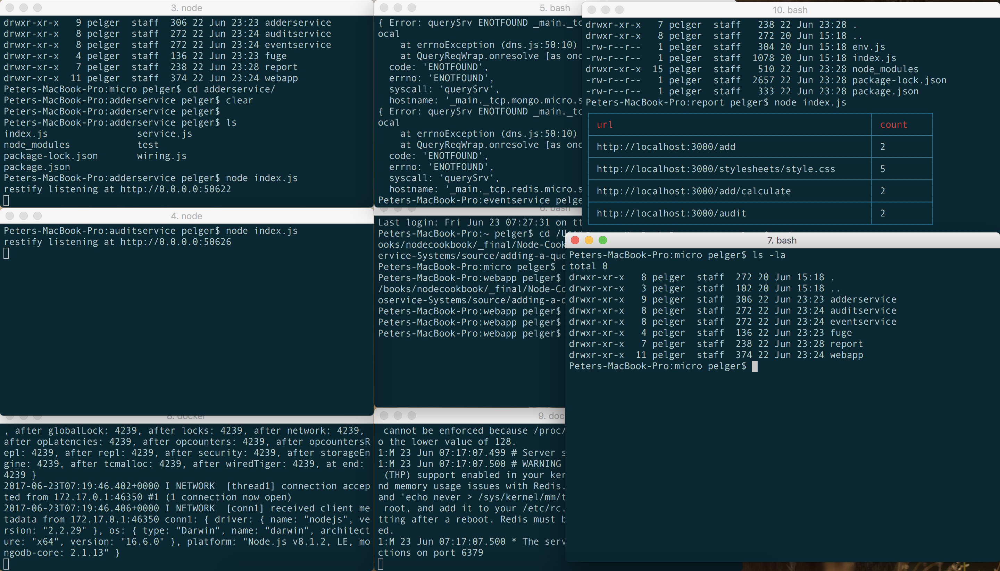 3. node
drwxr-xr-x   9 pelger  staff  306 22 Jun 23:23 adderservice
drwxr-xr-x   8 pelger  staff  272 22 Jun 23:24 auditservice
drwxr-xr-x   8 pelger  staff  272 22 Jun 23:24 eventservice
drwxr-xr-x   4 pelger  staff  136 22 Jun 23:23 fuge
drwxr-xr-x   7 pelger  staff  238 22 Jun 23:28 report
drwxr-xr-x  11 pelger  staff  374 22 Jun 23:24 webapp
Peters-MacBook-Pro:micro pelger$ cd adderservice/
Peters-MacBook-Pro:adderservice pelger$ clear
Peters-MacBook-Pro:adderservice pelger$
Peters-MacBook-Pro:adderservice pelger$ ls
index.js                service.js
node_modules            test
package-lock.json       wiring.js
package.json
Peters-MacBook-Pro:adderservice pelger$ node index.js
restify listening at http://0.0.0.0:50622
4. node
Peters-MacBook-Pro:auditservice pelger$ node index.js
restify listening at http://0.0.0.0:50626
8. docker
, after globalLock: 4239, after locks: 4239, after network: 4239,
after opLatencies: 4239, after opcounters: 4239, after opcountersR
epl: 4239, after repl: 4239, after security: 4239, after storageEn
gine: 4239, after tcmalloc: 4239, after wiredTiger: 4239, at end:
4239 }
2017-06-23T07:19:46.402+0000 I NETWORK  [thread1] connection accep
ted from 172.17.0.1:46350 #1 (1 connection now open)
2017-06-23T07:19:46.406+0000 I NETWORK  [conn1] received client me
tadata from 172.17.0.1:46350 conn1: { driver: { name: "nodejs", ve
rsion: "2.2.29" }, os: { type: "Darwin", name: "darwin", architect
ure: "x64", version: "16.6.0" }, platform: "Node.js v8.1.2, LE, mo
ngodb-core: 2.1.13" }
5. bash
{ Error: querySrv ENOTFOUND _main._tc
ocal
    at errnoException (dns.js:50:10)
    at QueryReqWrap.onresolve [as onc
  code: 'ENOTFOUND',
  errno: 'ENOTFOUND',
  syscall: 'querySrv',
  hostname: '_main._tcp.mongo.micro.s
{ Error: querySrv ENOTFOUND _main._tc
ocal
    at errnoException (dns.js:50:10)
    at QueryReqWrap.onresolve [as onc
  code: 'ENOTFOUND',
  errno: 'ENOTFOUND',
  syscall: 'querySrv',
  hostname: '_main._tcp.redis.micro.s
Peters-MacBook-Pro:eventservice pelge
6. bash
Last login: Fri Jun 23 07:27:31 on tt
Peters-MacBook-Pro:~ pelger$ cd /User
ooks/nodecookbook/_final/Node-Cook
ervice-Systems/source/adding-a-que
Peters-MacBook-Pro:micro pelger$ c
Peters-MacBook-Pro:webapp pelger$
/books/nodecookbook/_final/Node-Co
oservice-Systems/source/adding-a-q
Peters-MacBook-Pro:webapp pelger$
Peters-MacBook-Pro:webapp pelger$
Peters-MacBook-Pro:webapp pelger$
9. doc
cannot be enforced because /proc/
o the lower value of 128.
1:M 23 Jun 07:17:07.499 # Server s
1:M 23 Jun 07:17:07.500 # WARNING
 (THP) support enabled in your ker
nd memory usage issues with Redis.
and 'echo never > /sys/kernel/mm/t
 root, and add it to your /etc/rc.
tting after a reboot. Redis must b
ed.
1:M 23 Jun 07:17:07.500 * The serv
ctions on port 6379
10. bash
drwxr-xr-x   7 pelger  staff   238 22 Jun 23:28 .
drwxr-xr-x   8 pelger  staff   272 20 Jun 15:18 ..
-rw-r--r--   1 pelger  staff   304 20 Jun 15:18 env.js
-rw-r--r--   1 pelger  staff  1078 20 Jun 15:18 index.js
drwxr-xr-x  15 pelger  staff   510 22 Jun 23:28 node_modules
-rw-r--r--   1 pelger  staff  2657 22 Jun 23:28 package-lock.json
-rw-r--r--   1 pelger  staff   333 22 Jun 23:28 package.json
Peters-MacBook-Pro:report pelger$ node index.js
url count
http://localhost:3000/add 2
http://localhost:3000/stylesheets/style.css 5
http://localhost:3000/add/calculate 2
http://localhost:3000/audit 2
7. bash
Peters-MacBook-Pro:micro pelger$ ls -la
total 0
drwxr-xr-x   8 pelger  staff  272 20 Jun 15:18 .
drwxr-xr-x   3 pelger  staff  102 20 Jun 15:18 ..
drwxr-xr-x   9 pelger  staff  306 22 Jun 23:23 adderservice
drwxr-xr-x   8 pelger  staff  272 22 Jun 23:24 auditservice
drwxr-xr-x   8 pelger  staff  272 22 Jun 23:24 eventservice
drwxr-xr-x   4 pelger  staff  136 22 Jun 23:23 fuge
drwxr-xr-x   7 pelger  staff  238 22 Jun 23:28 report
drwxr-xr-x  11 pelger  staff  374 22 Jun 23:24 webapp
Peters-MacBook-Pro:micro pelger$